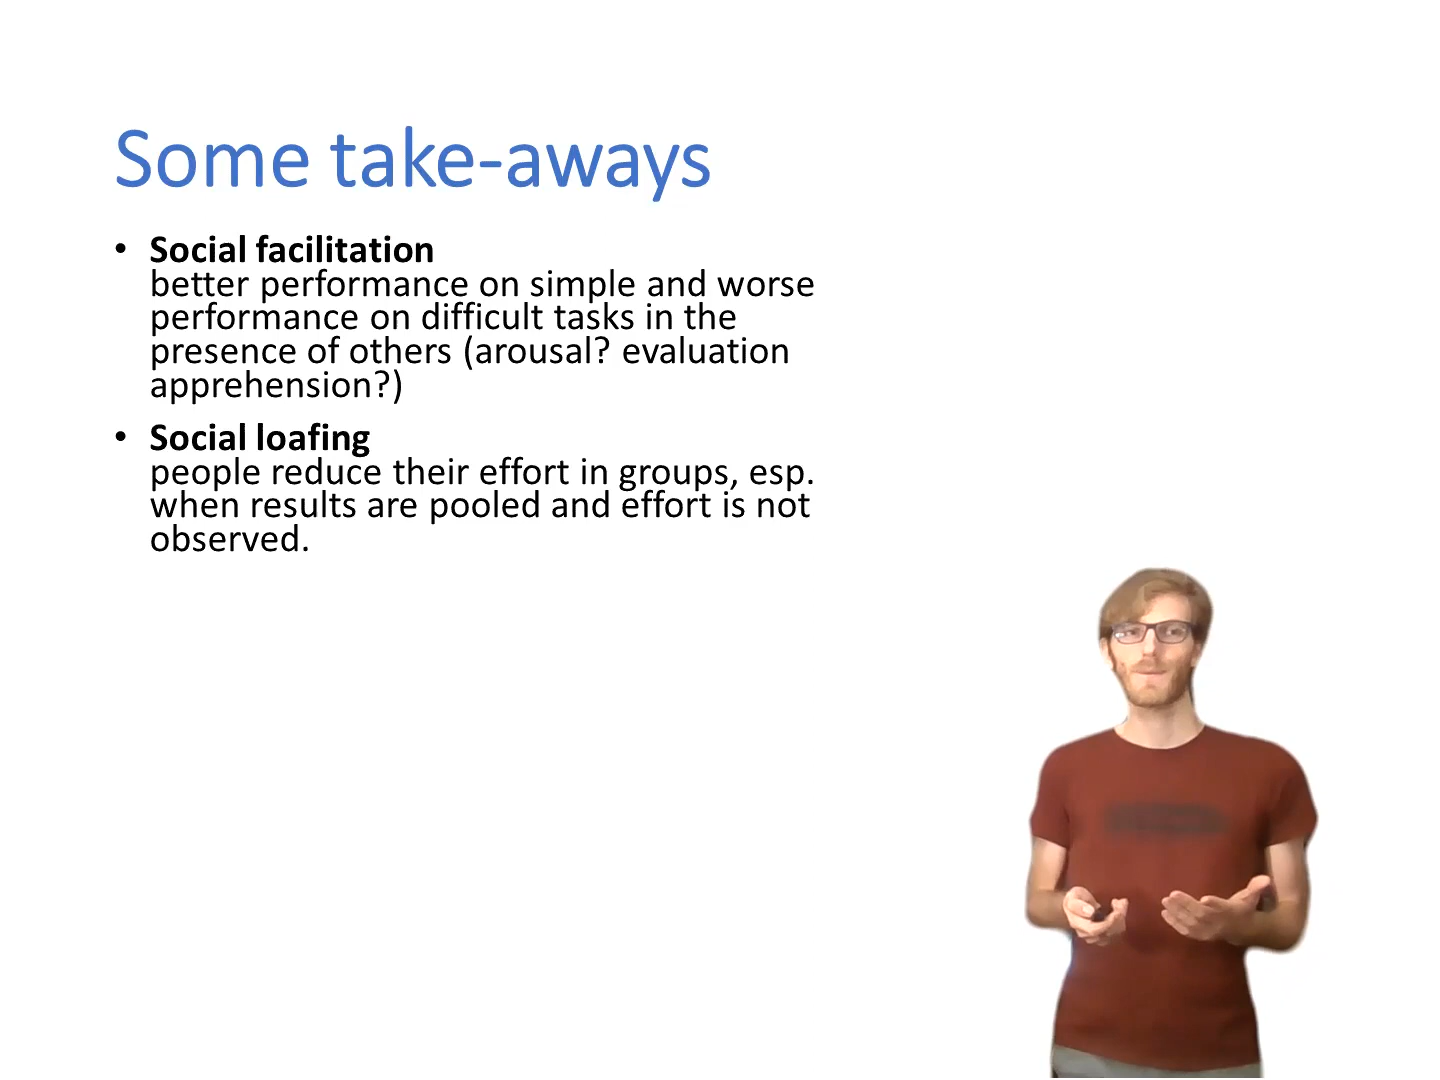 Some take-aways
• Social facilitation
better performance on simple and worse
performance on difficult tasks in the
presence of others (arousal? evaluation
apprehension?)
• Social loafing
people reduce their effort in groups, esp.
when results are pooled and effort is not
observed.